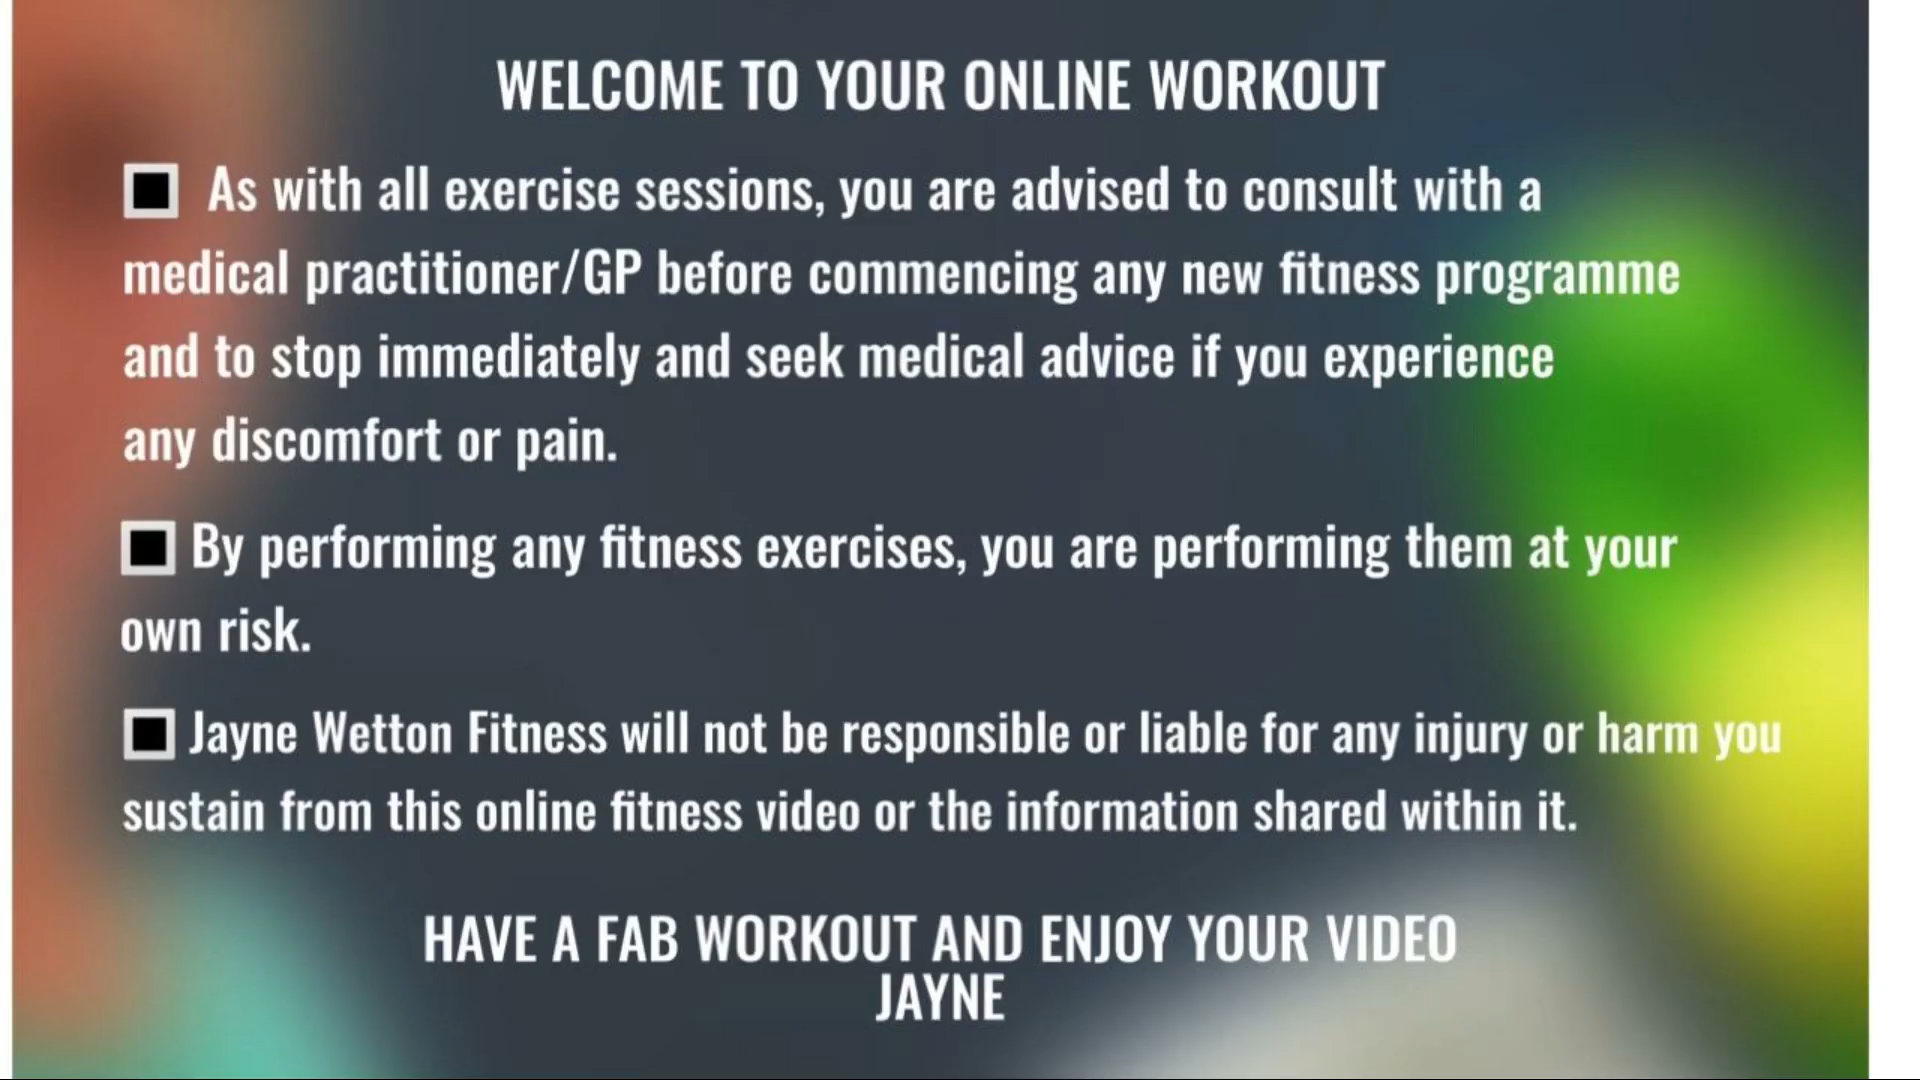 WELCOME TO YOUR ONLINE WORKOUT
As with all exercise sessions, you are advised to consult with a
medical practitioner/GP before commencing any new fitness programme
and to stop immediately and seek medical advice if you experience
any discomfort or pain.
By performing any fitness exercises, you are performing them at your
own risk.
Jayne Wetton Fitness will not be responsible or liable for any injury or harm you
sustain from this online fitness video or the information shared within it.
HAVE A FAB WORKOUT AND ENJOY YOUR VIDEO
JAYNE